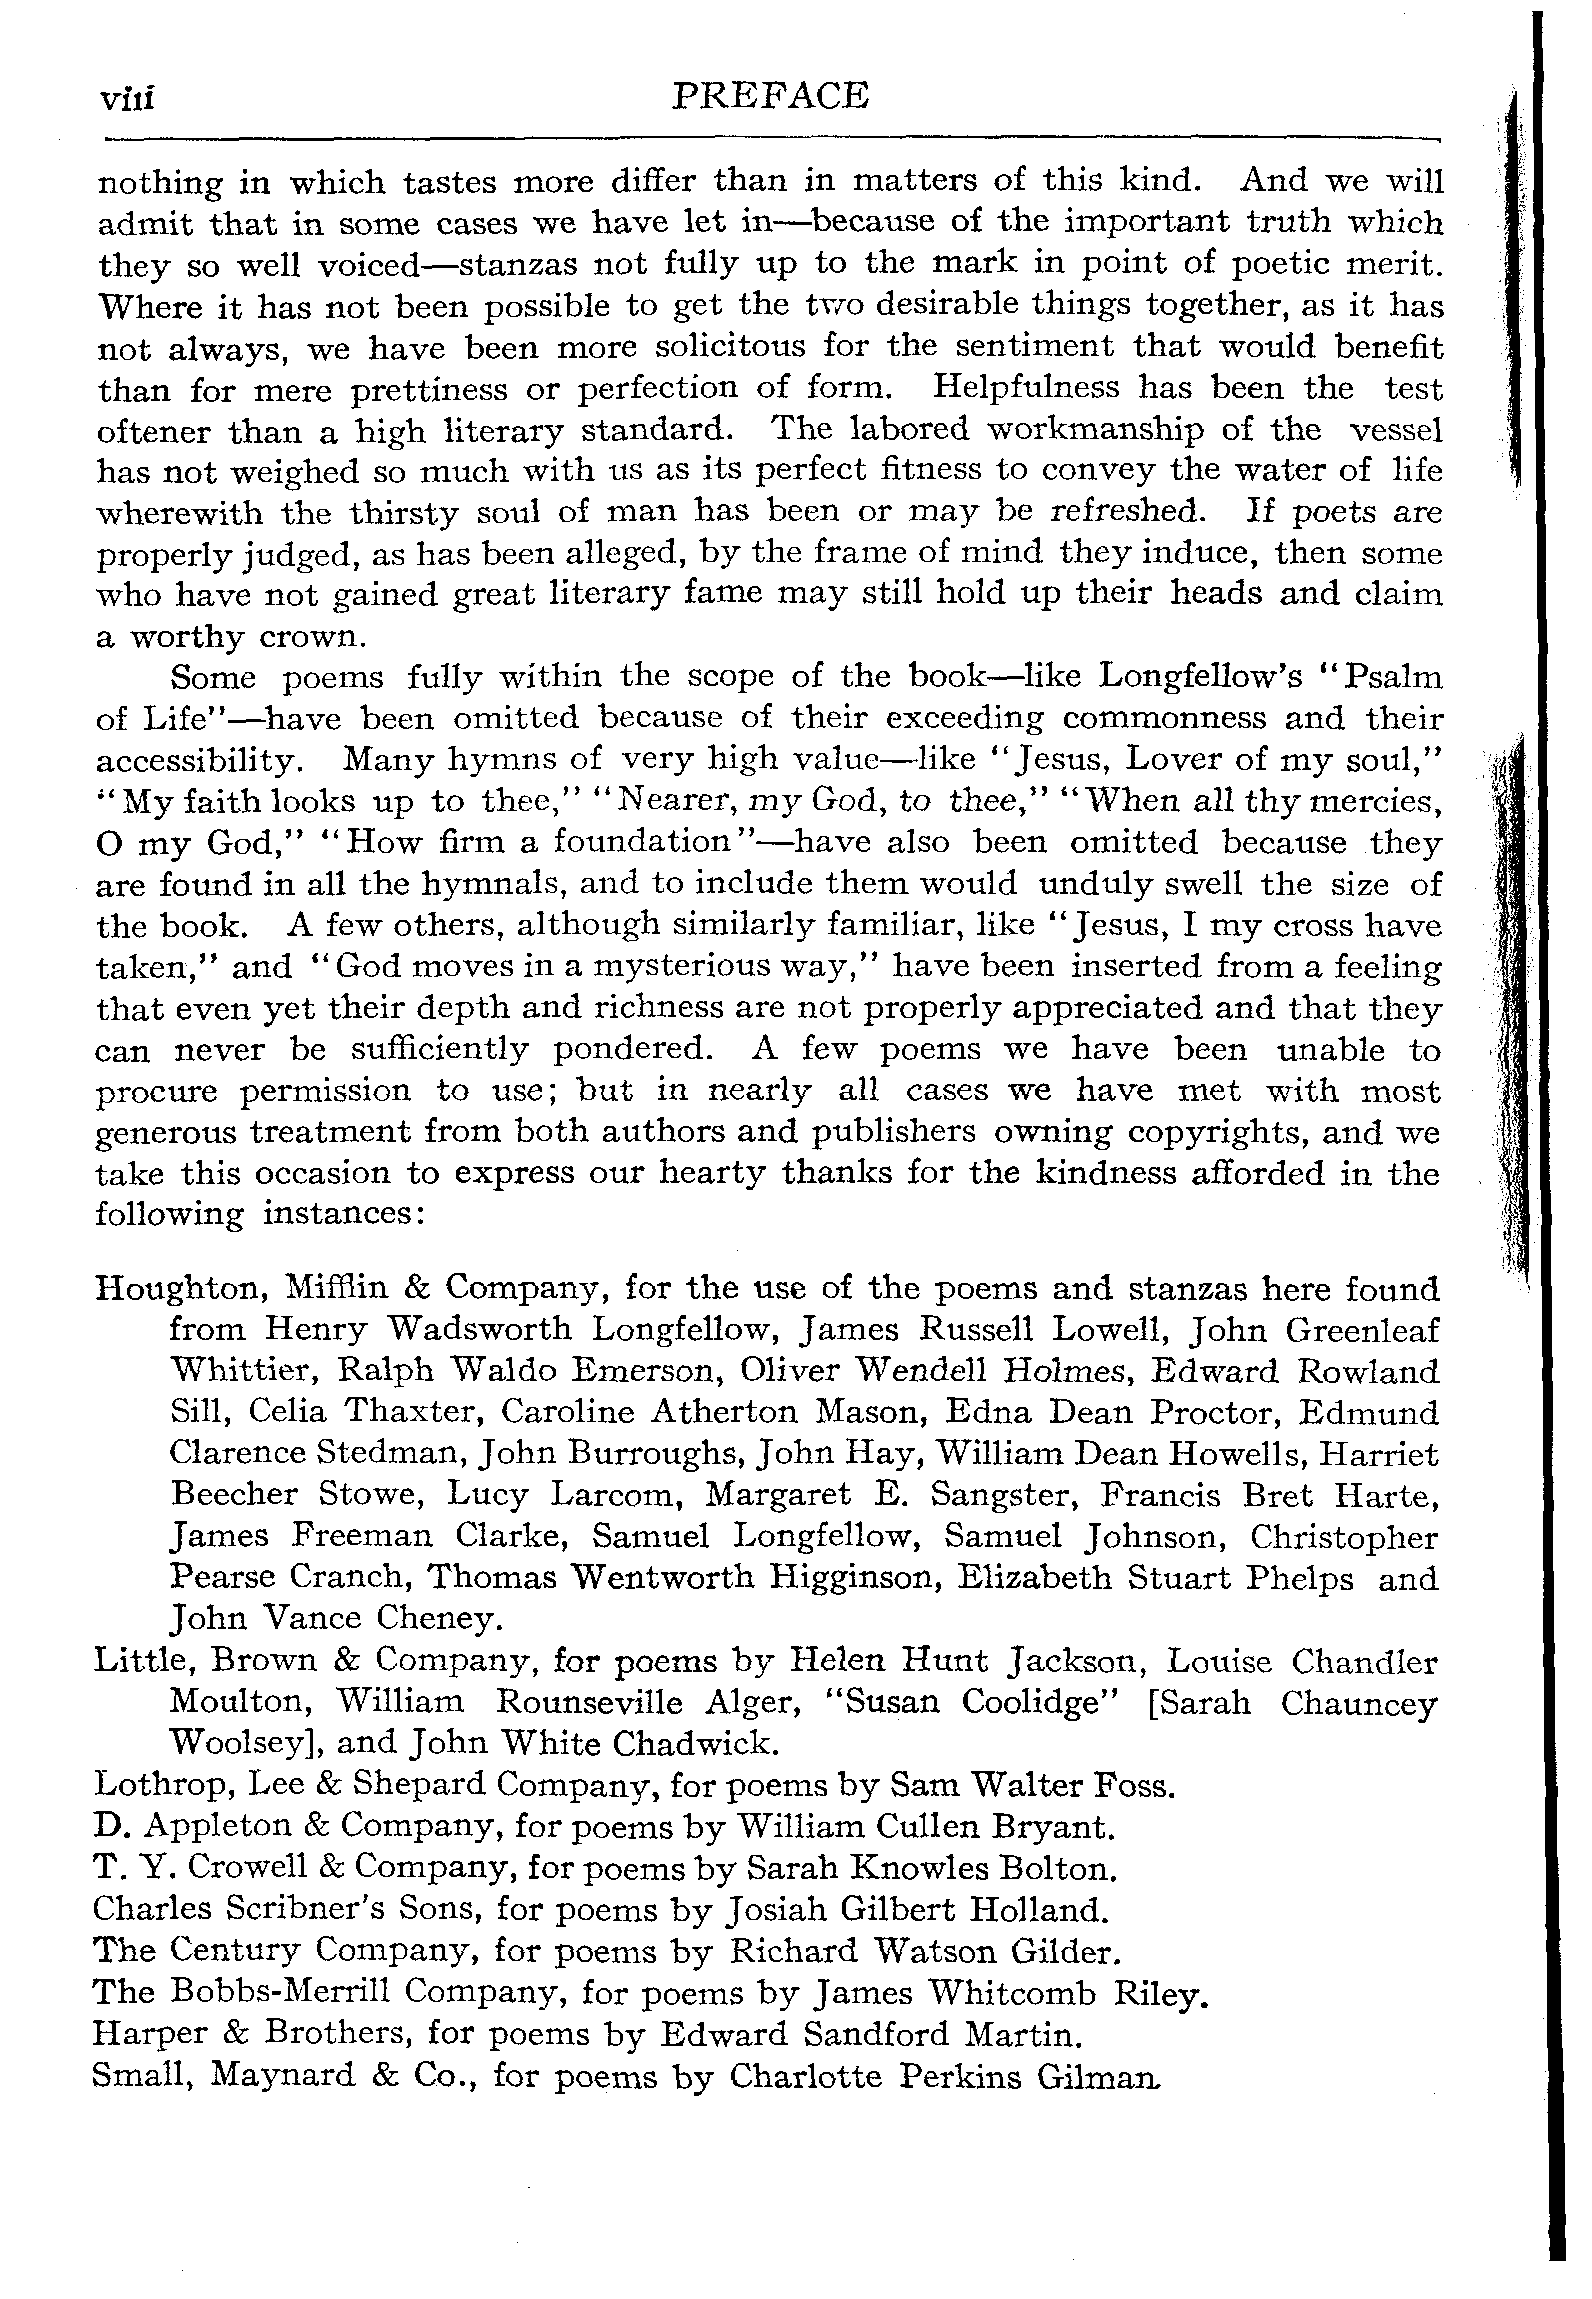 viii PREFACE
nothing in which tastes more differ than in matters of this kind. And we will
admit that in some cases we have let in—because of the important truth which
they so well voiced—stanzas not fully up to the mark in point of poetic merit.
Where it has not been possible to get the two desirable things together, as it has
not always, we have been more solicitous for the sentiment that would benefit
than for mere prettiness or perfection of form. Helpfulness has been the test
oftener than a high literary standard. The labored workmanship of the vessel
has not weighed so much with us as its perfect fitness to convey the water of life
wherewith the thirsty soul of man has been or may be refreshed. If poets are
properly judged, as has been alleged, by the frame of mind they induce, then some
who have not gained great literary fame may still hold up their heads and claim
a worthy crown.
Some poems fully within the scope of the book—like Longfellow's "Psalm
of Life"—have been omitted because of their exceeding commonness and their
accessibility. Many hymns of very high value—like "Jesus, Lover of my soul,"
"My faith looks up to thee," "Nearer, my God, to thee," "When all thy mercies,
O my God," "How firm a foundation"—have also been omitted because they
are found in all the hymnals, and to include them would unduly swell the size of
the book. A few others, although similarly familiar, like "Jesus, I my cross have
taken," and "God moves in a mysterious way," have been inserted from a feeling
that even yet their depth and richness are not properly appreciated and that they
can never be sufficiently pondered. A few poems we have been unable to
procure permission to use; but in nearly all cases we have met with most
generous treatment from both authors and publishers owning copyrights, and we
take this occasion to express our hearty thanks for the kindness afforded in the
following instances:
Houghton, Mifflin & Company, for the use of the poems and stanzas here found
from Henry Wadsworth Longfellow, James Russell Lowell, John Greenleaf
Whittier, Ralph Waldo Emerson, Oliver Wendell Holmes, Edward Rowland
Sill, Celia Thaxter, Caroline Atherton Mason, Edna Dean Proctor, Edmund
Clarence Stedman, John Burroughs, John Hay, William Dean Howells, Harriet
Beecher Stowe, Lucy Larcom, Margaret E. Sangster, Francis Bret Harte,
James Freeman Clarke, Samuel Longfellow, Samuel Johnson, Christopher
Pearse Cranch, Thomas Wentworth Higginson, Elizabeth Stuart Phelps and
John Vance Cheney.
Little, Brown & Company, for poems by Helen Hunt Jackson, Louise Chandler
Moulton, William Rounseville Alger, "Susan Coolidge" [Sarah Chauncey
Woolsey], and John White Chadwick.
Lothrop, Lee & Shepard Company, for poems by Sam Walter Foss.
D. Appleton & Company, for poems by William Cullen Bryant.
T. Y. Crowell & Company, for poems by Sarah Knowles Bolton.
Charles Scribner's Sons, for poems by Josiah Gilbert Holland.
The Century Company, for poems by Richard Watson Gilder.
The Bobbs-Merrill Company, for poems by James Whitcomb Riley.
Harper & Brothers, for poems by Edward Sandford Martin.
Small, Maynard & Co., for poems by Charlotte Perkins Gilman.